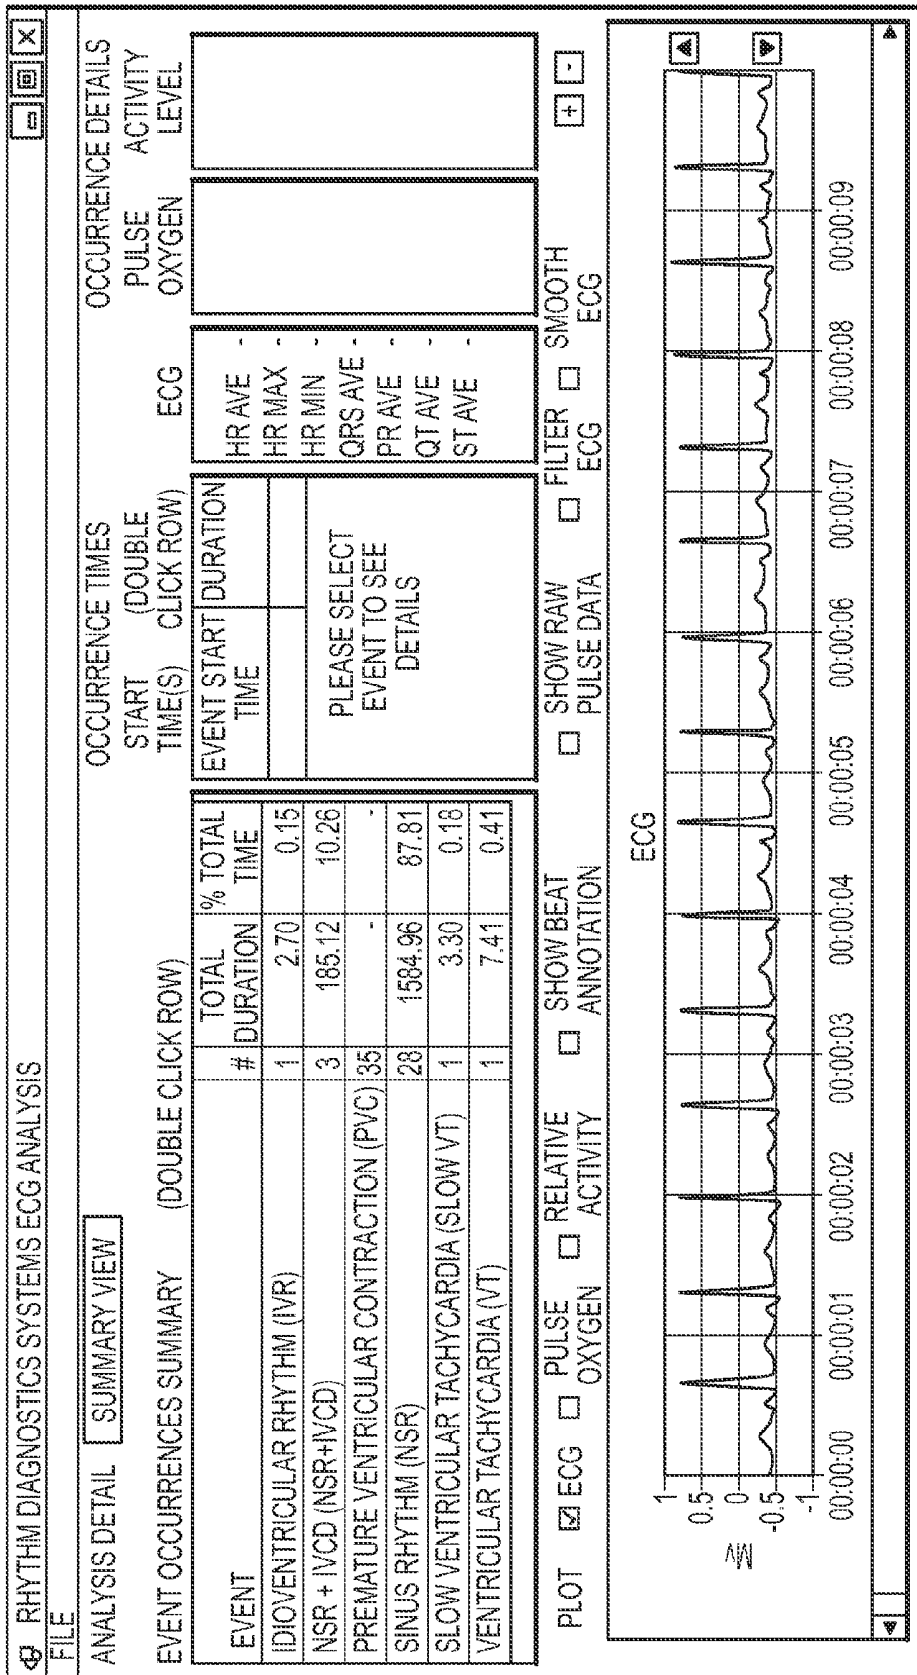 RHYTHM DIAGNOSTICS SYSTEMS ECG ANALYSIS
FILE
ANALYSIS DETAIL SUMMARY VIEW
EVENT OCCURRENCES SUMMARY (DOUBLE CLICK ROW)
EVENT # TOTAL DURATION % TOTAL TIME
IDIOVENTRICULAR RHYTHM (IVR) 1 2.70 0.15
NSR + IVCD (NSR+IVCD) 3 185.12 10.26
PREMATURE VENTRICULAR CONTRACTION (PVC) 35 - -
SINUS RHYTHM (NSR) 28 1584.96 87.81
SLOW VENTRICULAR TACHYCARDIA (SLOW VT) 1 3.30 0.18
VENTRICULAR TACHYCARDIA (VT) 1 7.41 0.41
OCCURRENCE TIMES
START (DOUBLE
TIME(S) CLICK ROW)
EVENT START TIME DURATION
PLEASE SELECT
EVENT TO SEE
DETAILS
OCCURRENCE DETAILS
ECG
PULSE
OXYGEN
ACTIVITY
LEVEL
HR AVE -
HR MAX -
HR MIN -
QRS AVE -
PR AVE -
QT AVE -
ST AVE -
PLOT ECG PULSE OXYGEN RELATIVE ACTIVITY SHOW BEAT ANNOTATION SHOW RAW PULSE DATA FILTER ECG SMOOTH ECG + -
ECG
Mv
1
0.5
0
-0.5
-1
00:00:00 00:00:01 00:00:02 00:00:03 00:00:04 00:00:05 00:00:06 00:00:07 00:00:08 00:00:09